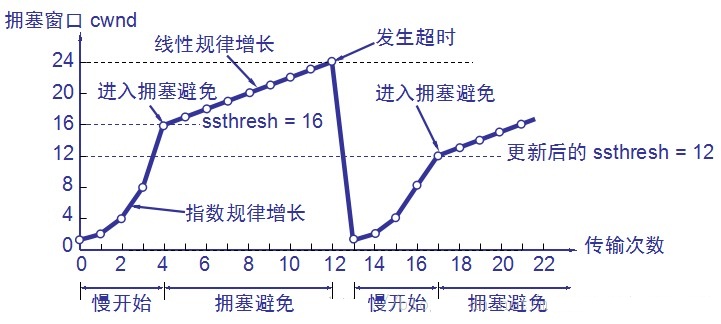 拥塞窗口 cwnd
线性规律增长
发生超时
24
进入拥塞避免
进入拥塞避免
20
16
ssthresh = 16
12
更新后的 ssthresh = 12
8
指数规律增长
4
0
0 2 4 6 8 10 12 14 16 18 20 22
传输次数
慢开始 拥塞避免 慢开始 拥塞避免